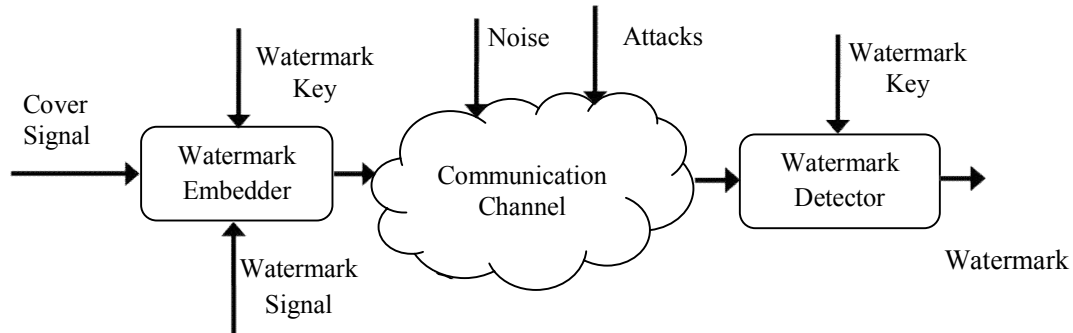 Noise
Attacks
Watermark
Key
Watermark
Key
Cover
Signal
Watermark
Embedder
Communication
Channel
Watermark
Detector
Watermark
Signal
Watermark